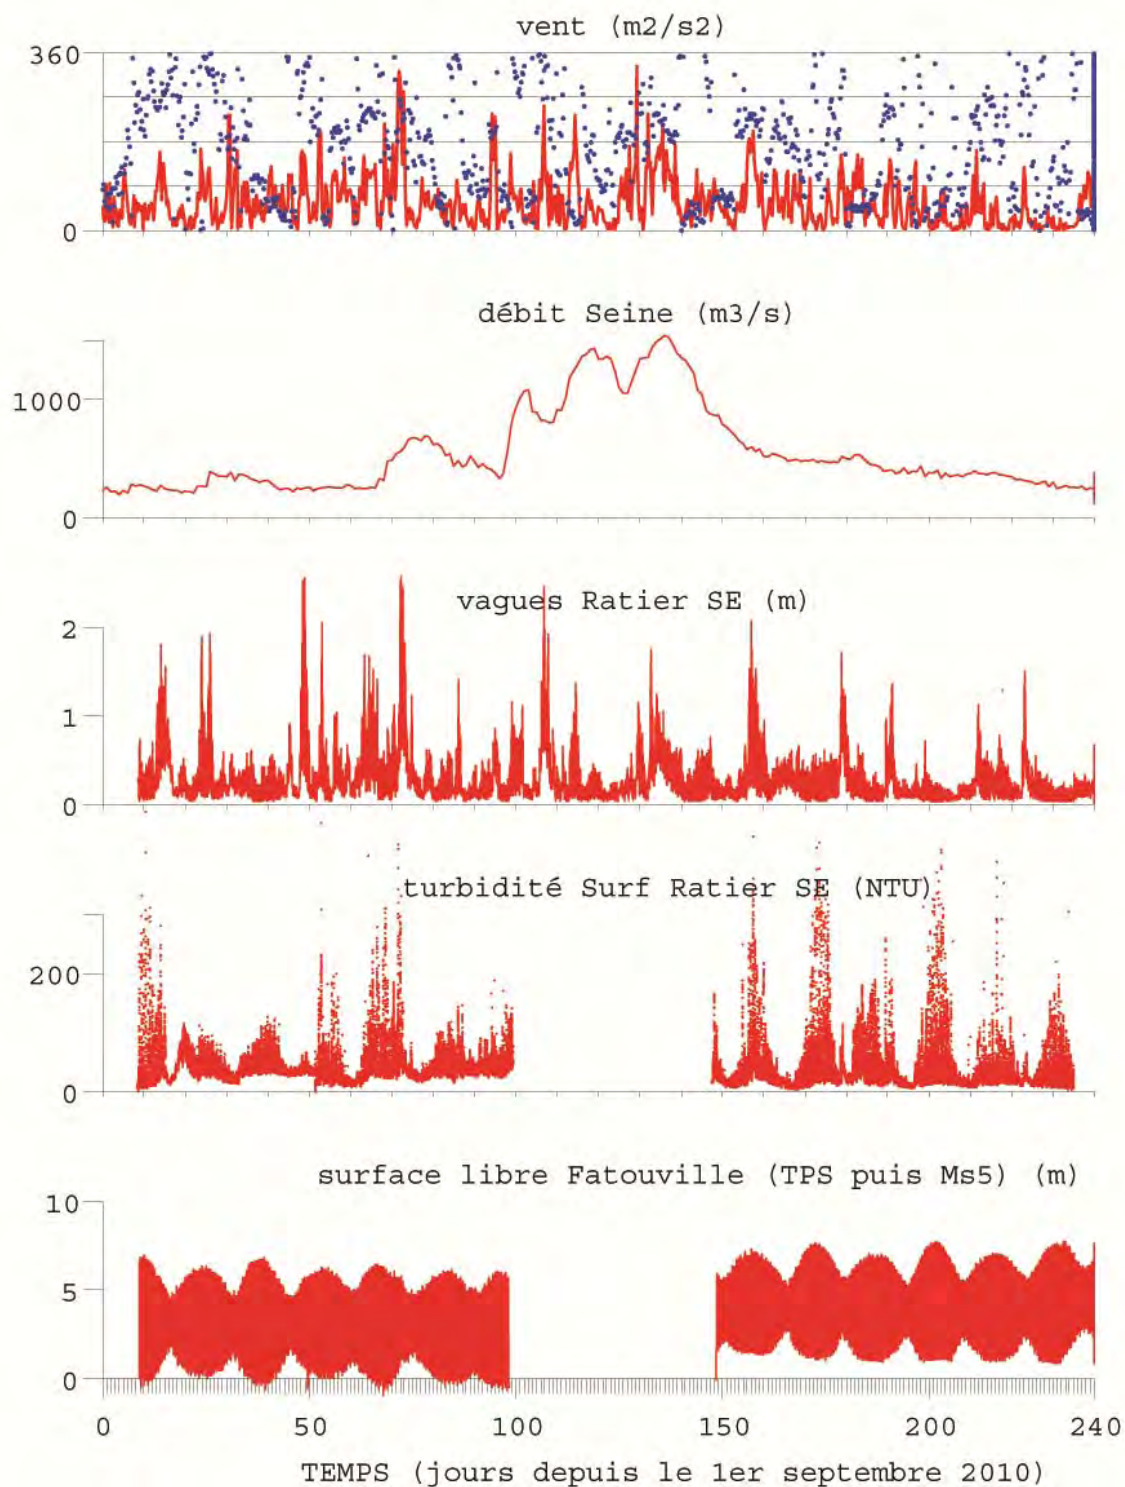 vent (m2/s2)
360
0
débit Seine (m3/s)
1000
0
vagues Ratier SE (m)
2
1
0
turbidité Surf Ratier SE (NTU)
200
0
surface libre Fatouville (TPS puis Ms5) (m)
10
5
0
0 50 100 150 200 240
TEMPS (jours depuis le 1er septembre 2010)